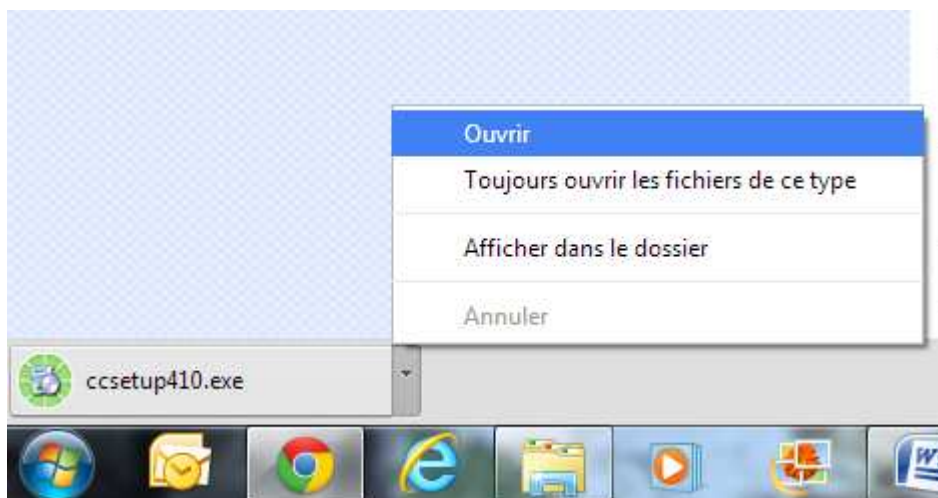 Ouvrir
Toujours ouvrir les fichiers de ce type
Afficher dans le dossier
Annuler
ccsetup410.exe
W